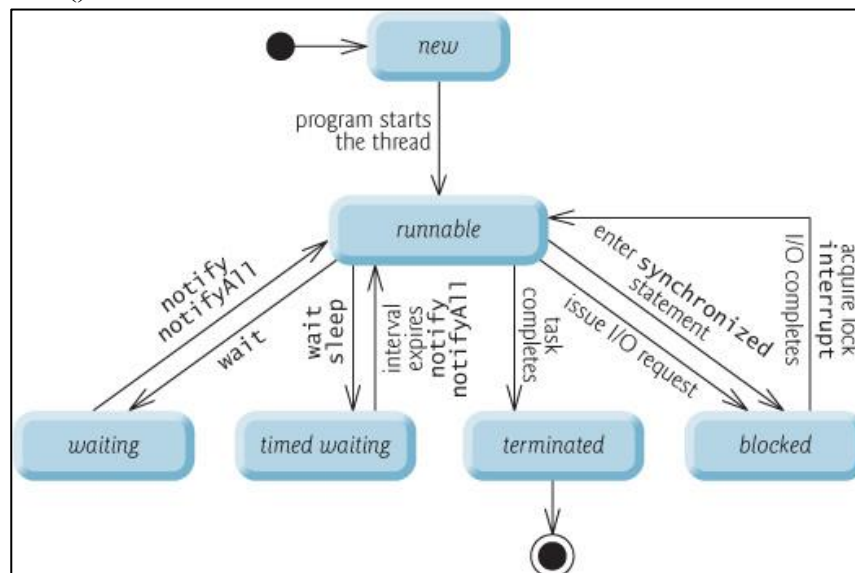 ()
new
program starts
the thread
runnable
notify
notifyAll
wait
wait
sleep
interval
expires
notify
notifyAll
task
completes
enter synchronized
statement
issue I/O request
acquire lock
interrupt
I/O completes
waiting
timed waiting
terminated
blocked